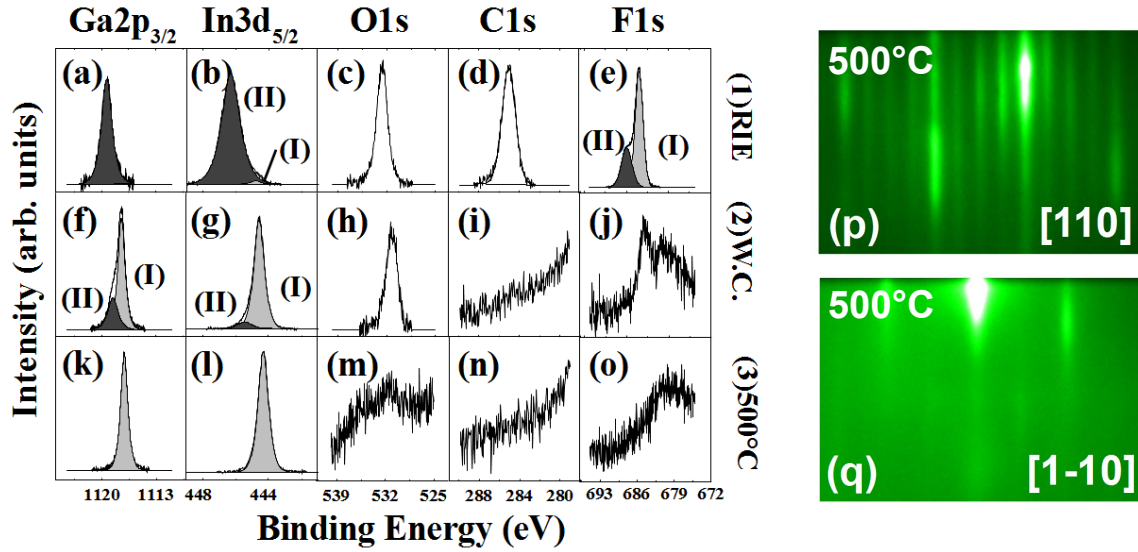 Ga2p3/2 In3d5/2 O1s C1s F1s
(a) (b) (c) (d) (e)
(II) (I) (II) (I)
(1)RIE
(f) (g) (h) (i) (j)
(I) (II) (I) (II)
(2)W.C.
(k) (l) (m) (n) (o)
(3)500°C
Intensity (arb. units)
1120 1113 448 444 539 532 525 288 284 280 693 686 679 672
Binding Energy (eV)
500°C
(p) [110]
500°C
(q) [1-10]